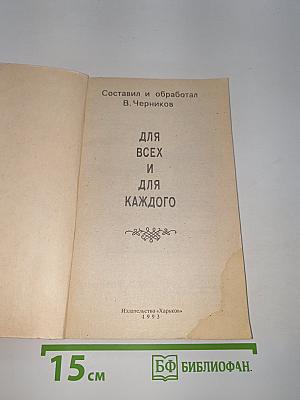 Составил и обработал
В. Черников
ДЛЯ
ВСЕХ
И
ДЛЯ
КАЖДОГО
Издательство «Харьков»
1993
15 см
БФ БИБЛИОФАН.